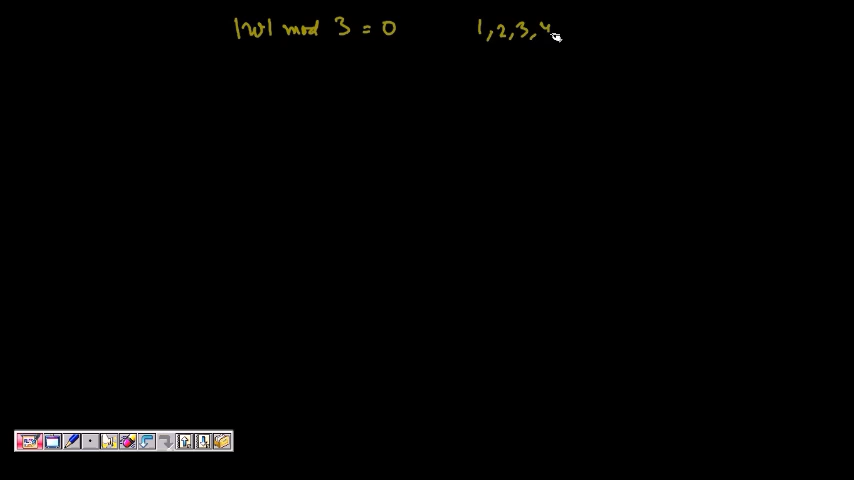 |w| mod 3 = 0 1,2,3,4